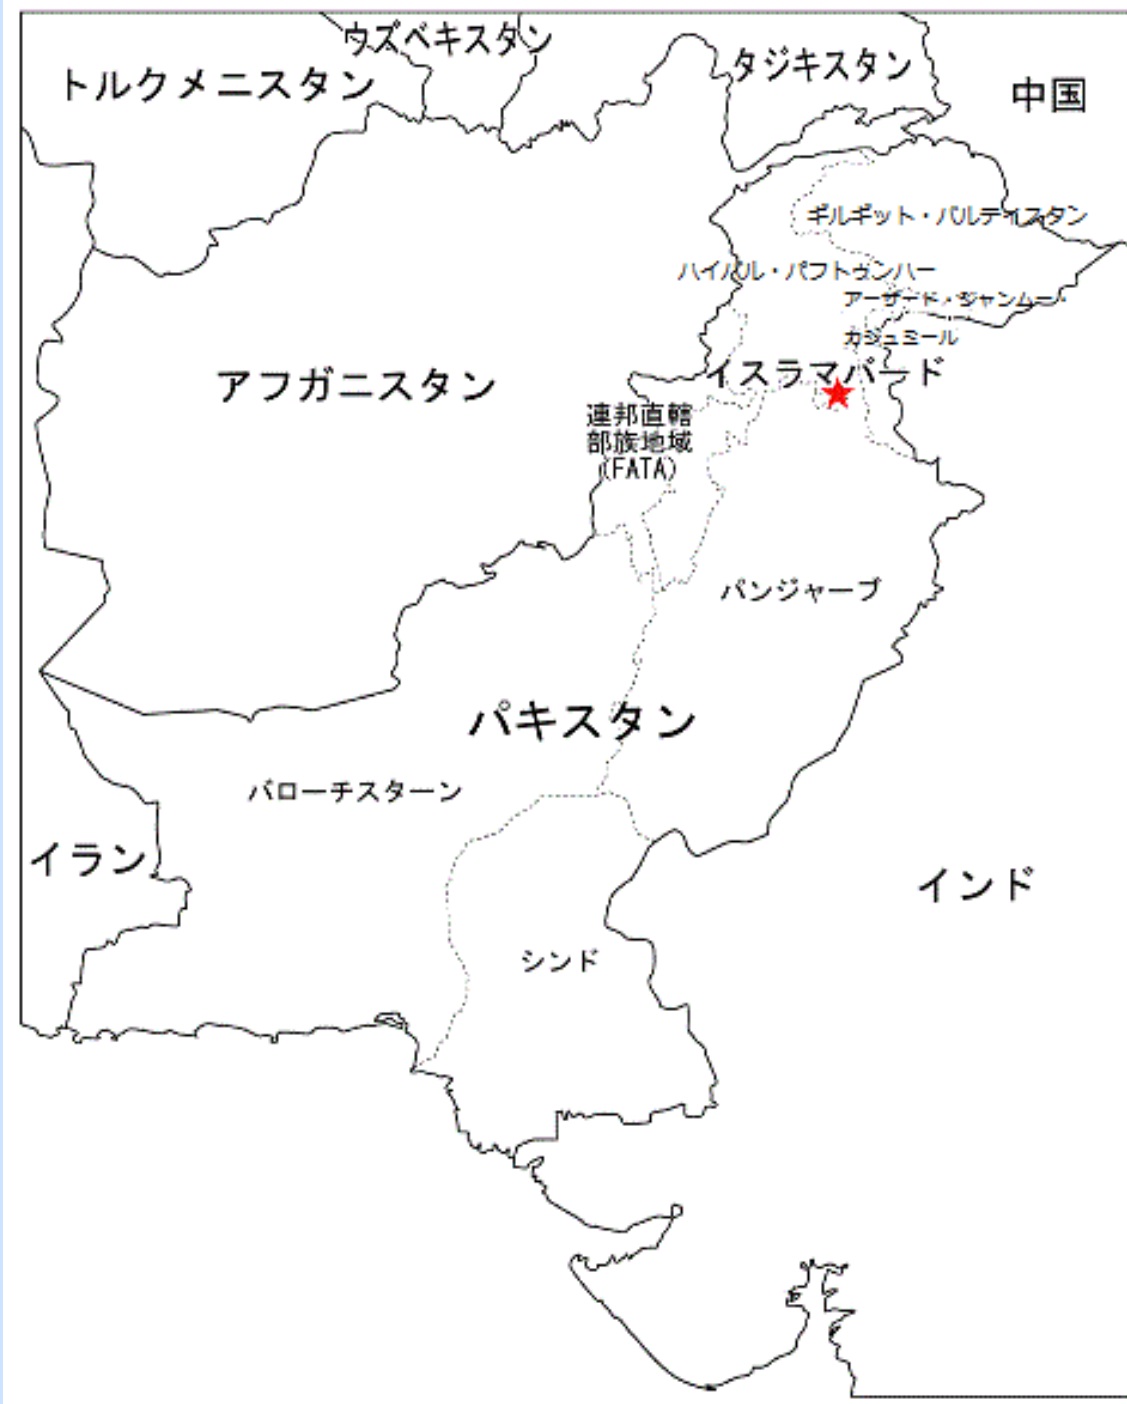 ウズベキスタン
タジキスタン
トルクメニスタン
中国
ギルギット・バルティスタン
ハイバル・パフトゥンハー
アーザード・ジャンムー・
カシュミール
イスラマバード
アフガニスタン
連邦直轄
部族地域
(FATA)
パンジャーブ
パキスタン
バローチスターン
イラン
インド
シンド